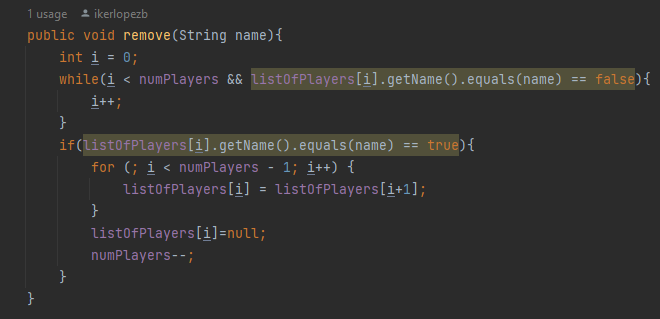 1 usage ikerlopezb
public void remove(String name){
    int i = 0;
    while(i < numPlayers && listOfPlayers[i].getName().equals(name) == false){
        i++;
    }
    if(listOfPlayers[i].getName().equals(name) == true){
        for (; i < numPlayers - 1; i++) {
            listOfPlayers[i] = listOfPlayers[i+1];
        }
        listOfPlayers[i]=null;
        numPlayers--;
    }
}